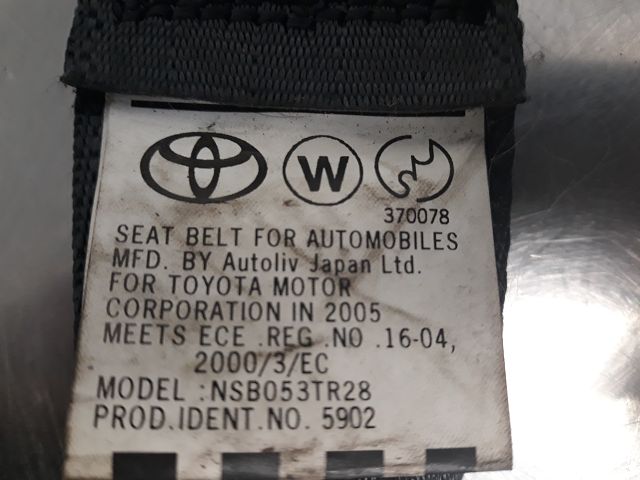 W
370078
SEAT BELT FOR AUTOMOBILES
MFD. BY Autoliv Japan Ltd.
FOR TOYOTA MOTOR
CORPORATION IN 2005
MEETS ECE .REG .NO .16-04,
2000/3/EC
MODEL :NSB053TR28
PROD.IDENT.NO. 5902